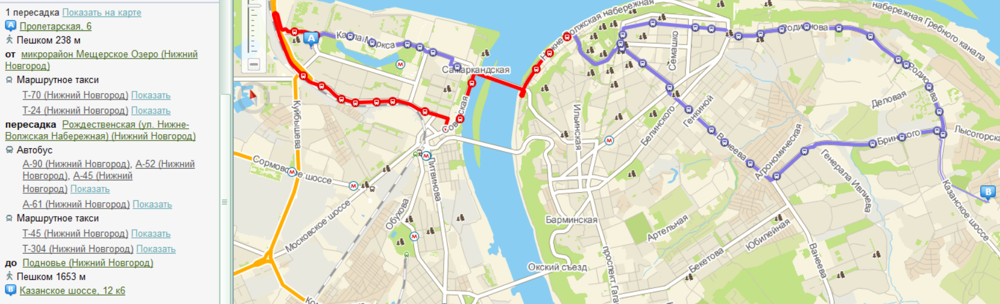 1 пересадка Показать на карте
A Пролетарская, 6
Пешком 238 м
от микрорайон Мещерское Озеро (Нижний
Новгород)
Маршрутное такси
Т-70 (Нижний Новгород) Показать
Т-24 (Нижний Новгород) Показать
пересадка Рождественская (ул. Нижне-
Волжская Набережная) (Нижний Новгород)
Автобус
А-90 (Нижний Новгород), А-52 (Нижний
Новгород), А-45 (Нижний
Новгород) Показать
А-61 (Нижний Новгород) Показать
Маршрутное такси
Т-45 (Нижний Новгород) Показать
Т-304 (Нижний Новгород) Показать
до Подновье (Нижний Новгород)
Пешком 1653 м
B Казанское шоссе, 12 к6
A
Карла Маркса
М
Самаркандская
Нижневолжская набережная
Семашко
Родионова
набережная Гребного канала
Родионова
Деловая
Куйбышева
Советская
Ильинская
Белинского
Генкиной
М
Ванеева
Агрономическая
Бринского
Лысогорска
Генерала Ивлиева
Казанское шоссе
B
Сормовское шоссе
М
М
М
Литвинова
Московское шоссе
Обухова
М
Барминская
Артельная
Юбилейная
Бекетова
Ванеева
Окский съезд
проспект Гага
Ком
Н